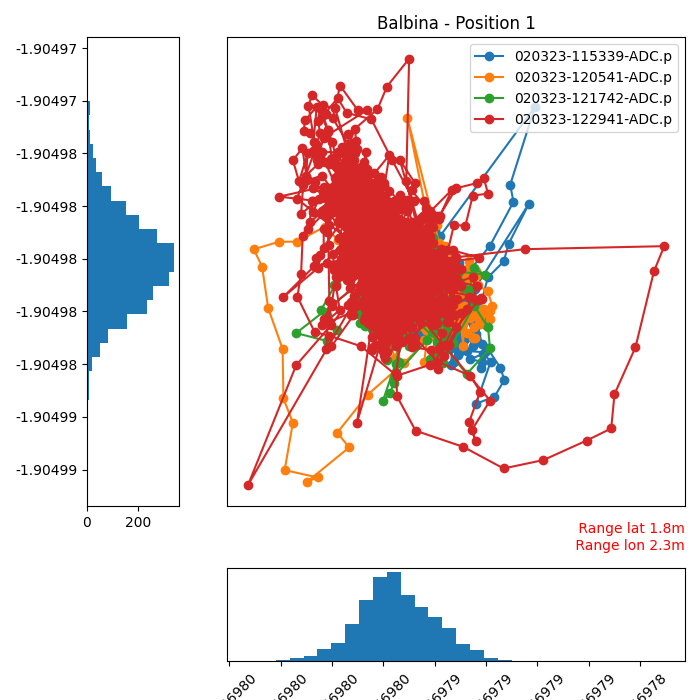 Balbina - Position 1
020323-115339-ADC.p
020323-120541-ADC.p
020323-121742-ADC.p
020323-122941-ADC.p
-1.90497
-1.90497
-1.90498
-1.90498
-1.90498
-1.90498
-1.90498
-1.90499
-1.90499
0 200
Range lat 1.8m
Range lon 2.3m